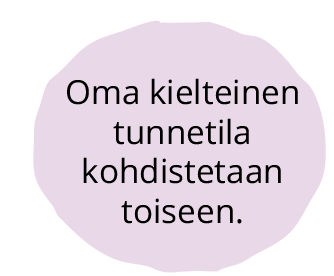 Oma kielteinen
tunnetila
kohdistetaan
toiseen.